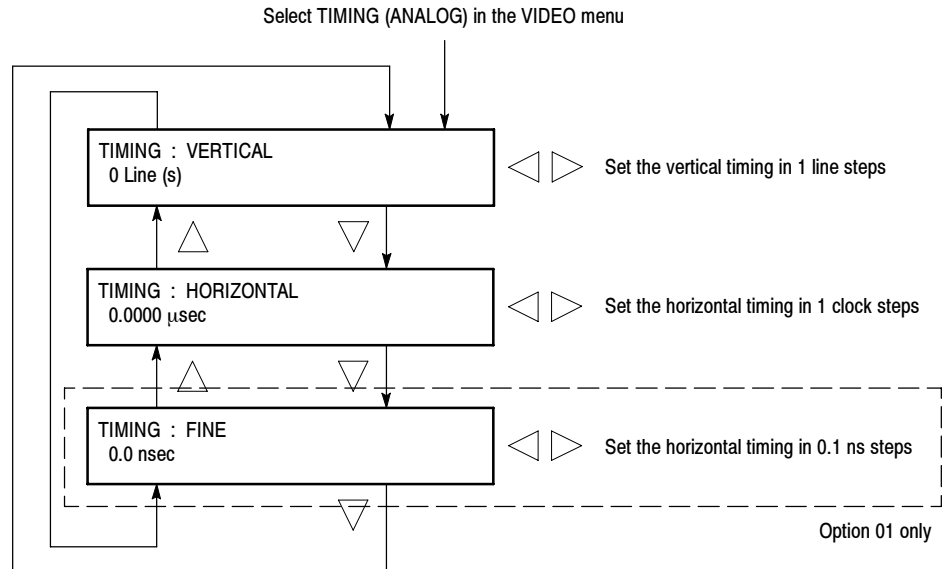 Select TIMING (ANALOG) in the VIDEO menu
TIMING : VERTICAL
0 Line (s)
Set the vertical timing in 1 line steps
TIMING : HORIZONTAL
0.0000 μsec
Set the horizontal timing in 1 clock steps
TIMING : FINE
0.0 nsec
Set the horizontal timing in 0.1 ns steps
Option 01 only